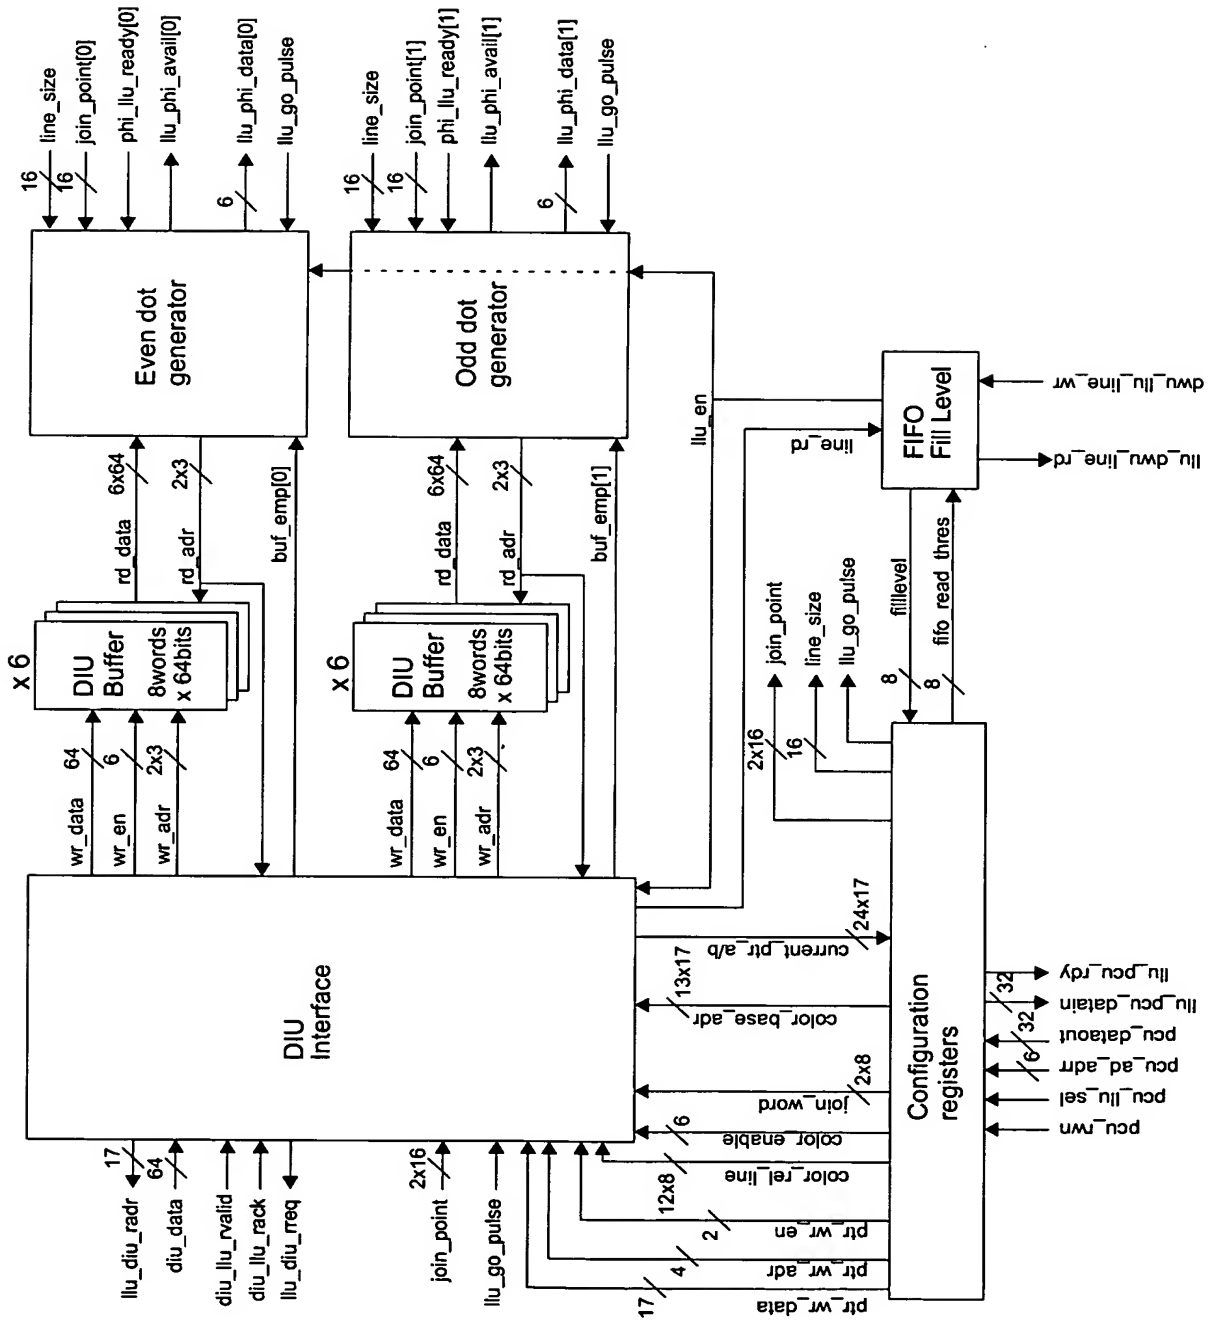 line_size
join_point[0]
phi_llu_ready[0]
llu_phi_avail[0]
llu_phi_data[0]
llu_go_pulse
16
16
6
Even dot
generator
line_size
join_point[1]
phi_llu_ready[1]
llu_phi_avail[1]
llu_phi_data[1]
llu_go_pulse
16
16
6
Odd dot
generator
rd_data
6x64
rd_adr
2x3
buf_emp[0]
rd_data
6x64
rd_adr
2x3
buf_emp[1]
llu_en
line_rd
FIFO
Fill Level
dwu_llu_line_wr
llu_dwu_line_rd
x 6
DIU
Buffer
8words
x 64bits
x 6
DIU
Buffer
8words
x 64bits
wr_data
64
wr_en
6
wr_adr
2x3
wr_data
64
wr_en
6
wr_adr
2x3
join_point
2x16
line_size
16
llu_go_pulse
filllevel
8
fifo_read_thres
8
DIU
Interface
current_ptr_a/b
24x17
color_base_adr
13x17
join_word
2x8
color_enable
6
color_rel_line
12x8
ptr_wr_en
2
ptr_wr_adr
4
ptr_wr_data
17
Configuration
registers
llu_pcu_rdy
llu_pcu_datain
32
pcu_dataout
32
pcu_ad_adrr
6
pcu_llu_sel
pcu_rwn
llu_diu_radr
17
diu_data
64
diu_llu_rvalid
diu_llu_rack
llu_diu_rreq
join_point
2x16
llu_go_pulse